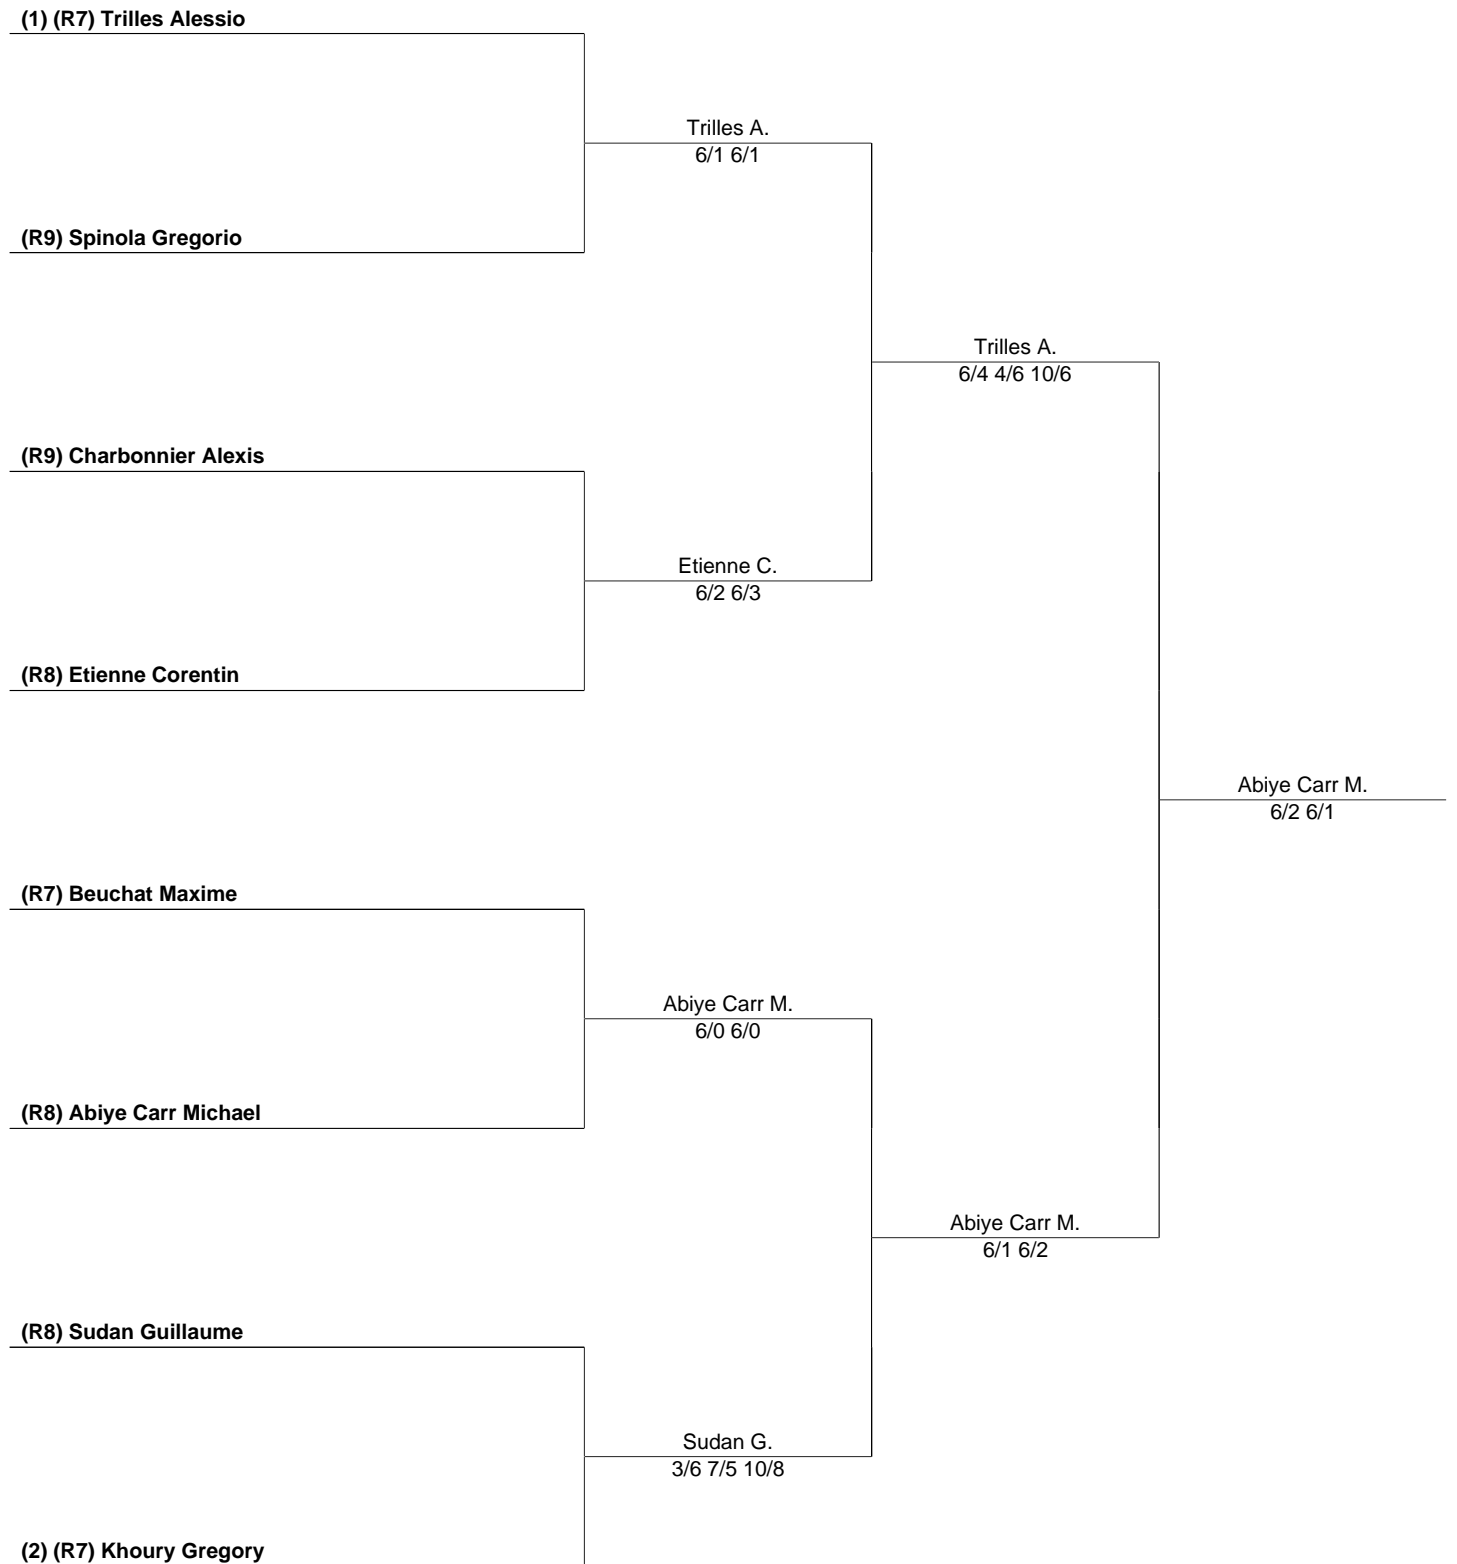 (1) (R7) Trilles Alessio
Trilles A.
6/1 6/1
(R9) Spinola Gregorio
Trilles A.
6/4 4/6 10/6
(R9) Charbonnier Alexis
Etienne C.
6/2 6/3
(R8) Etienne Corentin
Abiye Carr M.
6/2 6/1
(R7) Beuchat Maxime
Abiye Carr M.
6/0 6/0
(R8) Abiye Carr Michael
Abiye Carr M.
6/1 6/2
(R8) Sudan Guillaume
Sudan G.
3/6 7/5 10/8
(2) (R7) Khoury Gregory